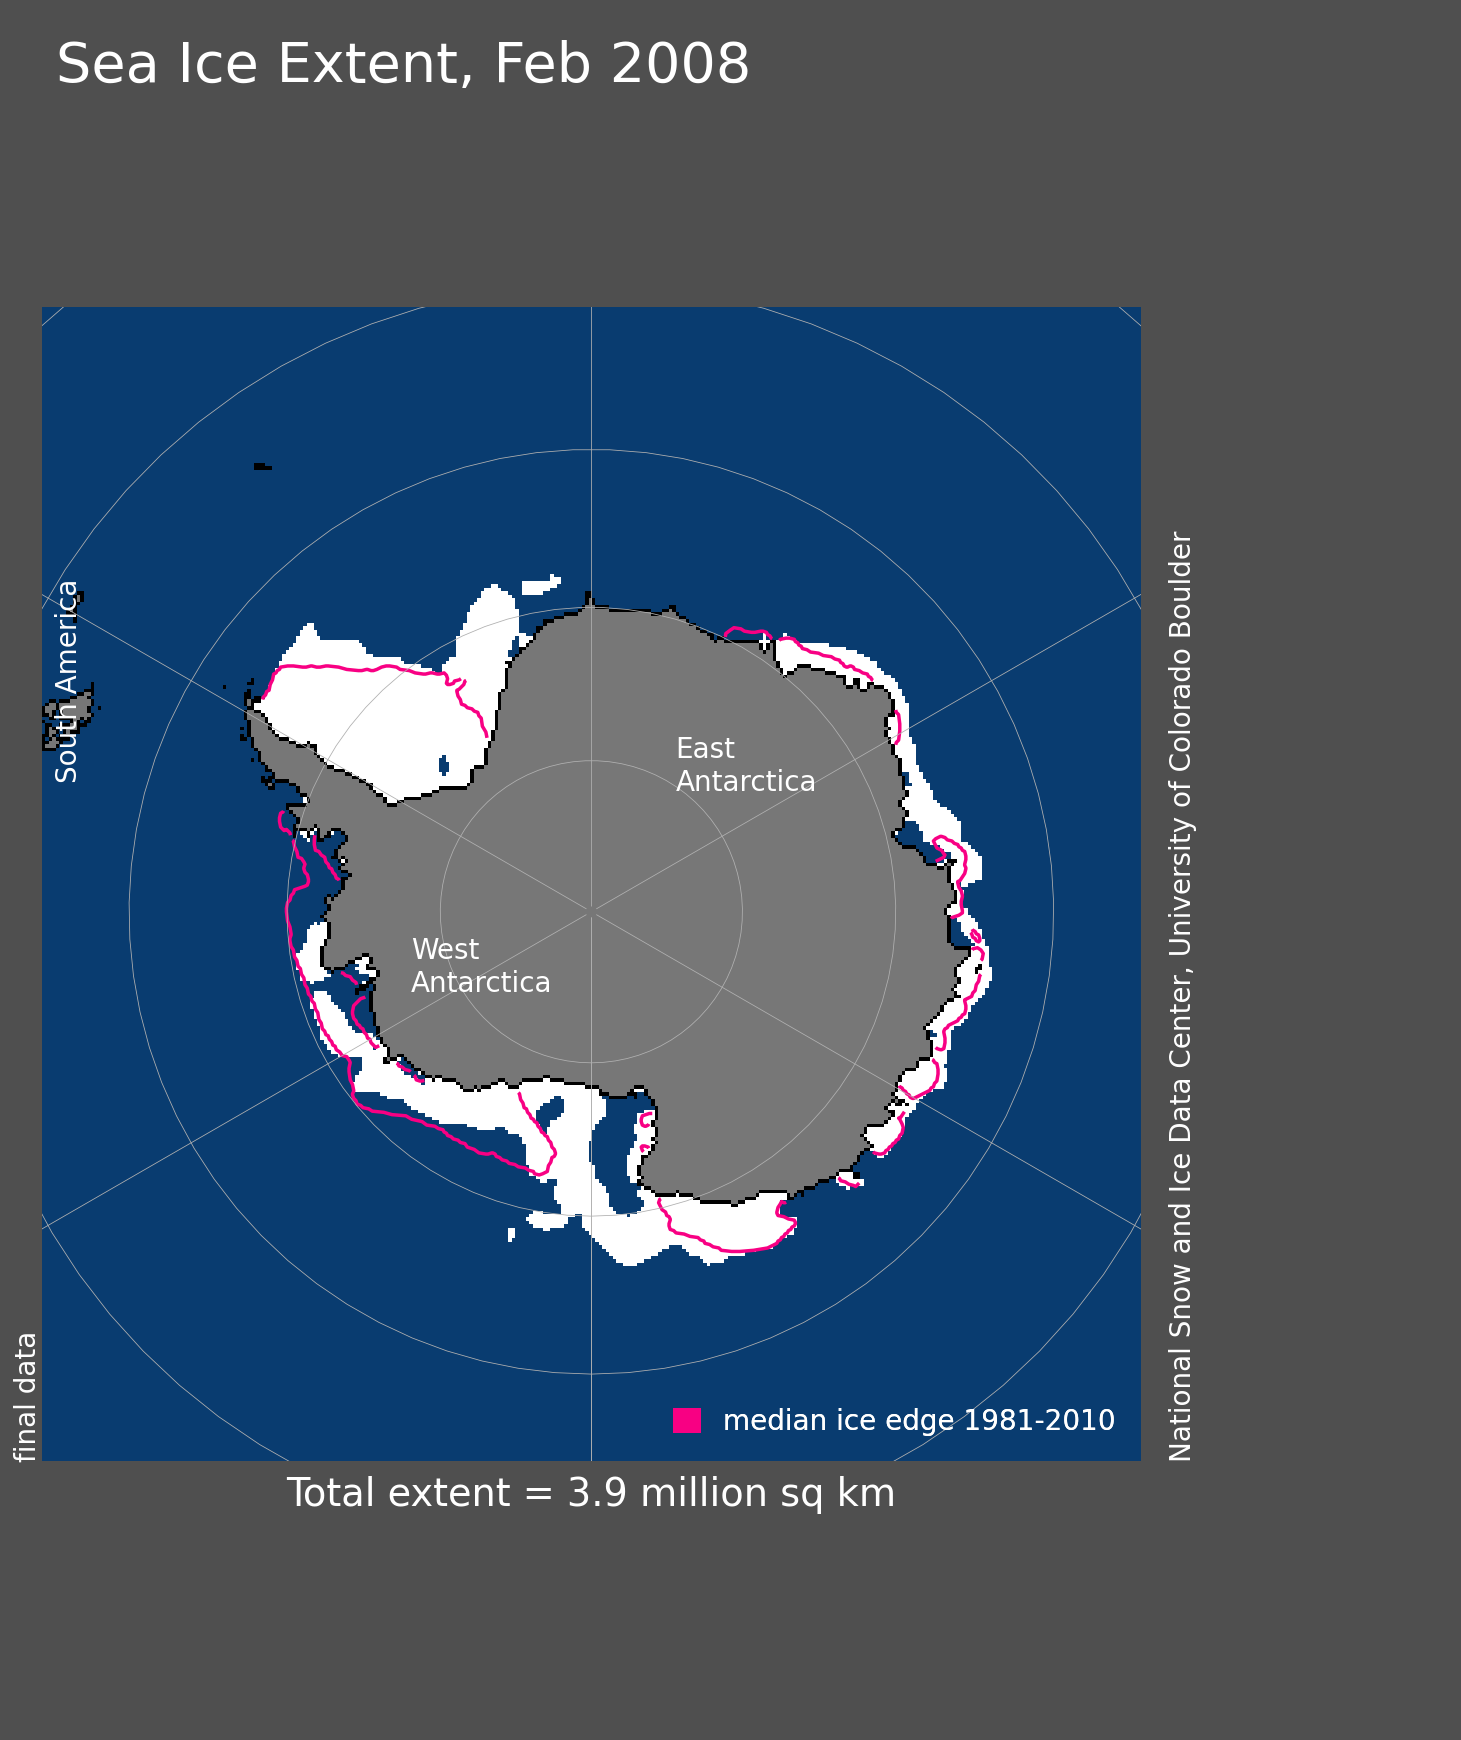 Sea Ice Extent, Feb 2008
South America
East
Antarctica
West
Antarctica
median ice edge 1981-2010
final data
National Snow and Ice Data Center, University of Colorado Boulder
Total extent = 3.9 million sq km